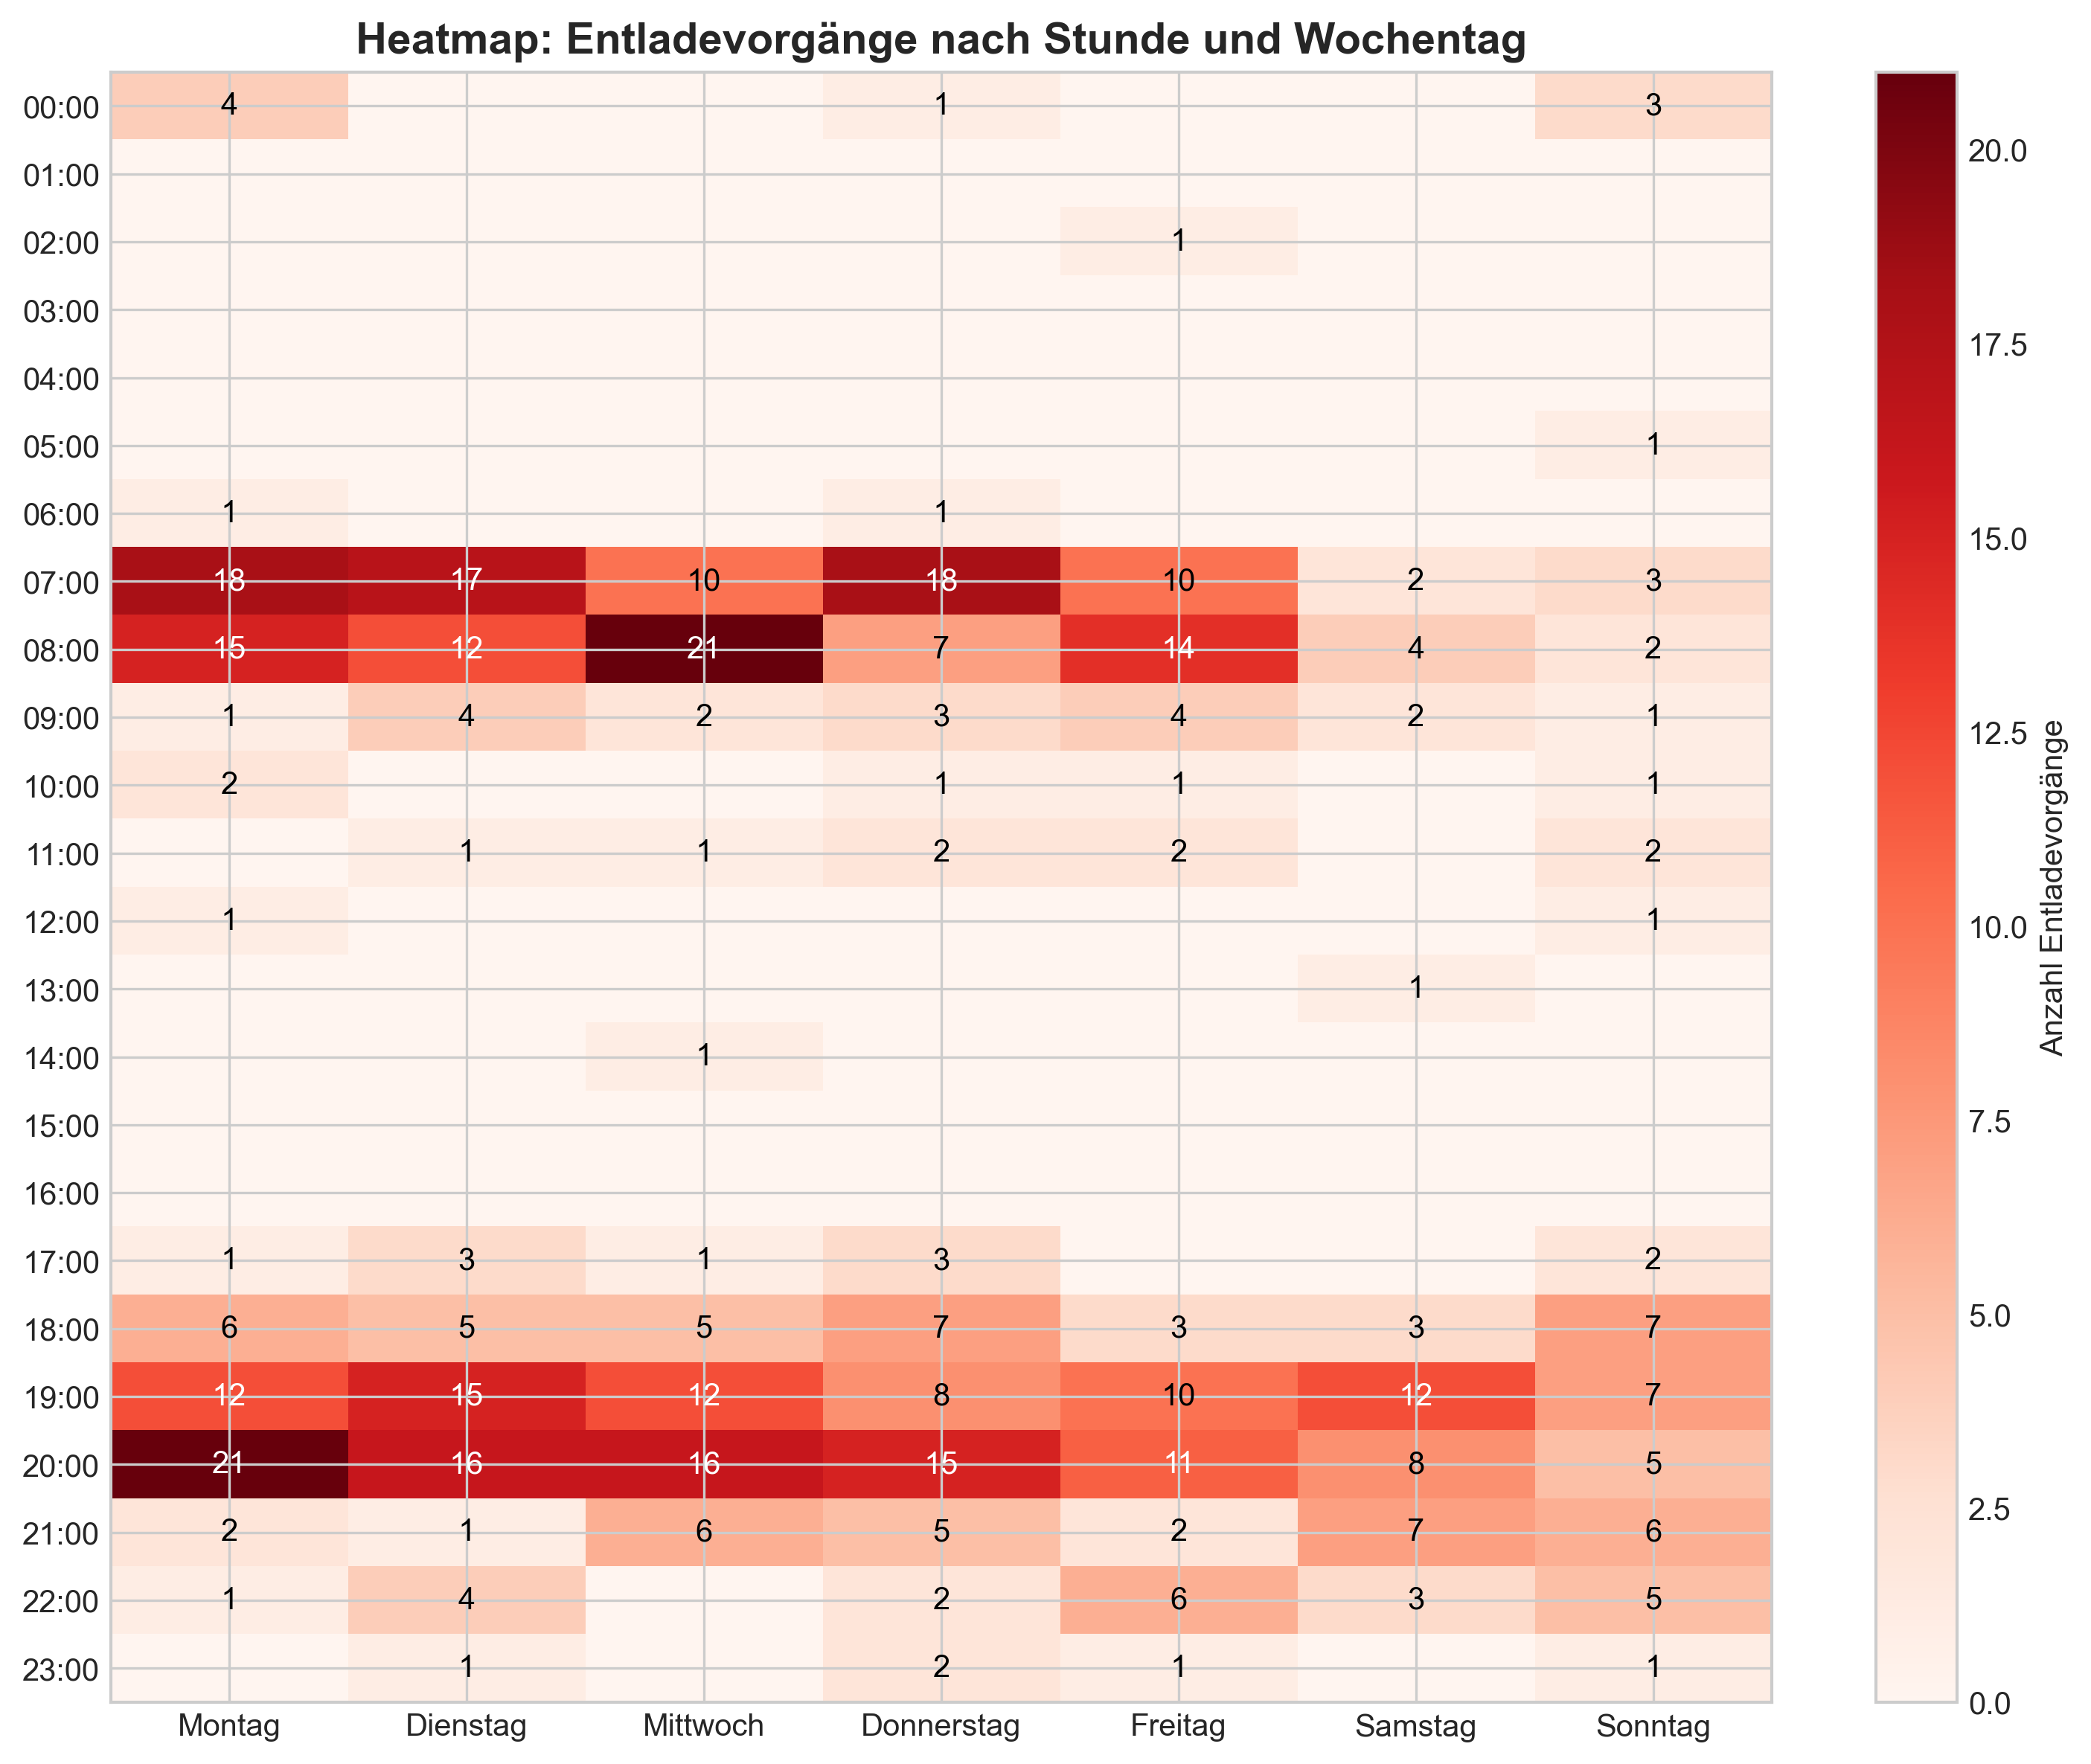 Heatmap: Entladevorgänge nach Stunde und Wochentag
00:00 4 1 3
01:00
02:00 1
03:00
04:00
05:00 1
06:00 1 1
07:00 18 17 10 18 10 2 3
08:00 15 12 21 7 14 4 2
09:00 1 4 2 3 4 2 1
10:00 2 1 1 1
11:00 1 1 2 2 2
12:00 1 1
13:00 1
14:00 1
15:00
16:00
17:00 1 3 1 3 2
18:00 6 5 5 7 3 3 7
19:00 12 15 12 8 10 12 7
20:00 21 16 16 15 11 8 5
21:00 2 1 6 5 2 7 6
22:00 1 4 2 6 3 5
23:00 1 2 1 1
Montag Dienstag Mittwoch Donnerstag Freitag Samstag Sonntag
20.0
17.5
15.0
12.5
10.0
7.5
5.0
2.5
0.0
Anzahl Entladevorgänge